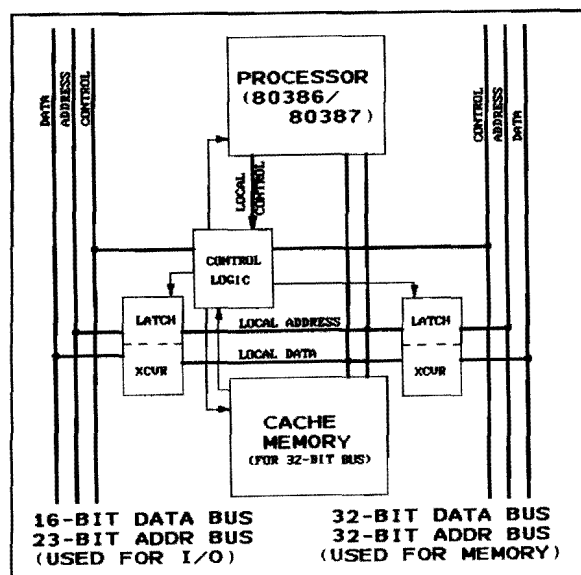 PROCESSOR
(80386/
80387)
DATA
ADDRESS
CONTROL
CONTROL
ADDRESS
DATA
LOCAL
CONTROL
CONTROL
LOGIC
LATCH
LOCAL ADDRESS
LATCH
XCVR
LOCAL DATA
XCVR
CACHE
MEMORY
(FOR 32-BIT BUS)
16-BIT DATA BUS
23-BIT ADDR BUS
(USED FOR I/O)
32-BIT DATA BUS
32-BIT ADDR BUS
(USED FOR MEMORY)